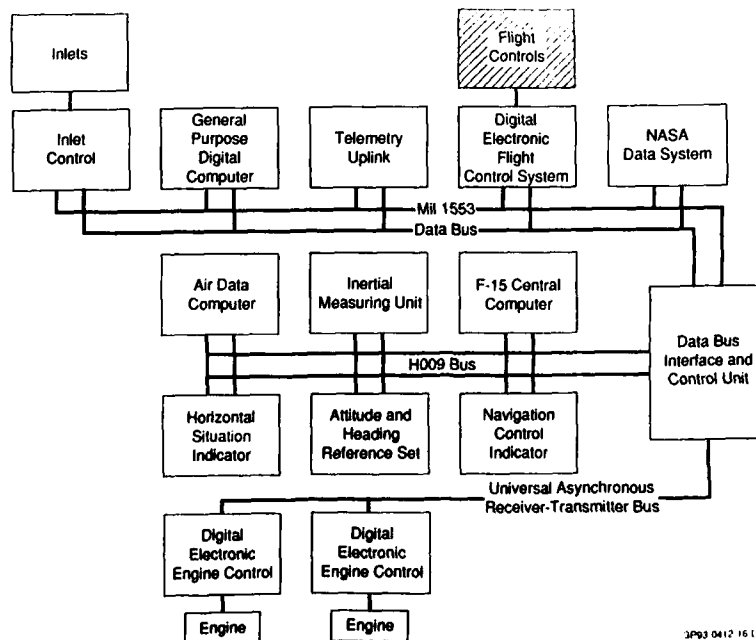 Inlets
Flight
Controls
Inlet
Control
General
Purpose
Digital
Computer
Telemetry
Uplink
Digital
Electronic
Flight
Control System
NASA
Data System
Mil 1553
Data Bus
Air Data
Computer
Inertial
Measuring Unit
F-15 Central
Computer
Data Bus
Interface and
Control Unit
H009 Bus
Horizontal
Situation
Indicator
Attitude and
Heading
Reference Set
Navigation
Control
Indicator
Universal Asynchronous
Receiver-Transmitter Bus
Digital
Electronic
Engine Control
Digital
Electronic
Engine Control
Engine
Engine